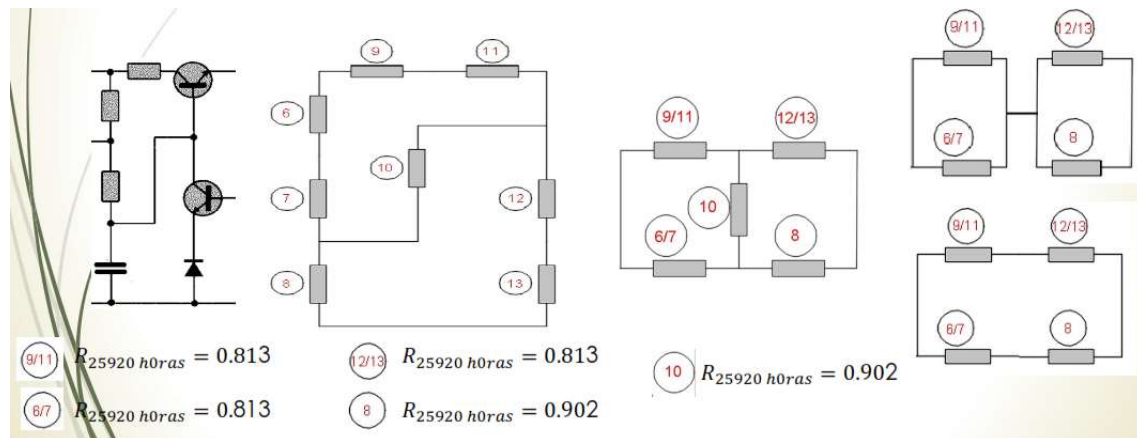 9 11
6
10
7
12
8
13
9/11 12/13
10
6/7 8
9/11 12/13
6/7 8
9/11 12/13
6/7 8
9/11 R25920 h0ras = 0.813
12/13 R25920 h0ras = 0.813
10 R25920 h0ras = 0.902
6/7 R25920 h0ras = 0.813
8 R25920 h0ras = 0.902